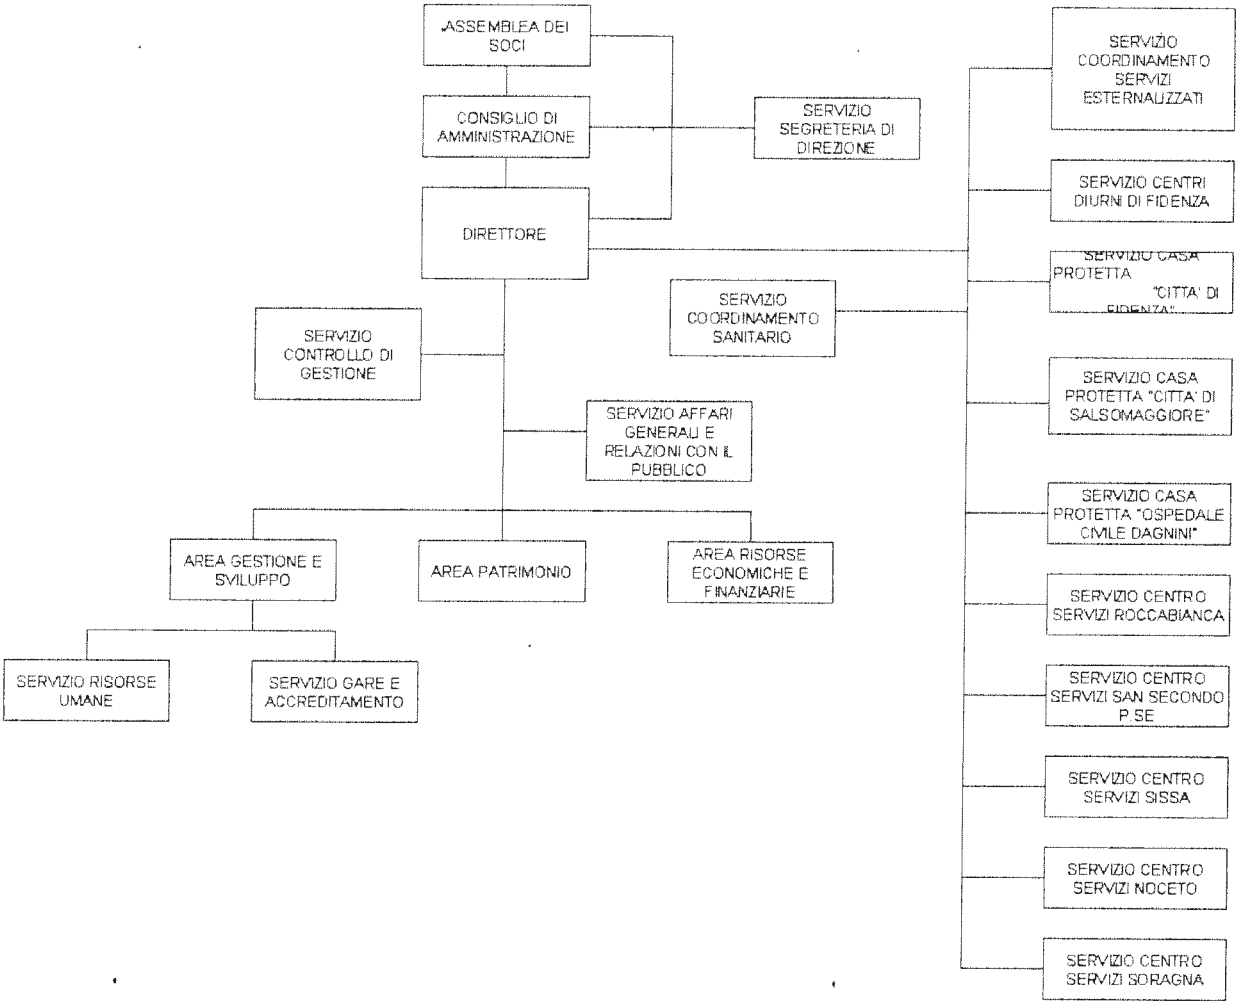 ASSEMBLEA DEI
SOCI
CONSIGLIO DI
AMMINISTRAZIONE
SERVIZIO
SEGRETERIA DI
DIREZIONE
DIRETTORE
SERVIZIO
CONTROLLO DI
GESTIONE
SERVIZIO
COORDINAMENTO
SANITARIO
SERVIZIO AFFARI
GENERALI E
RELAZIONI CON IL
PUBBLICO
AREA GESTIONE E
SVILUPPO
AREA PATRIMONIO
AREA RISORSE
ECONOMICHE E
FINANZIARIE
SERVIZIO RISORSE
UMANE
SERVIZIO GARE E
ACCREDITAMENTO
SERVIZIO
COORDINAMENTO
SERVIZI
ESTERNALIZZATI
SERVIZIO CENTRI
DIURNI DI FIDENZA
SERVIZIO CASA
PROTETTA
"CITTA' DI
FIDENZA"
SERVIZIO CASA
PROTETTA "CITTA' DI
SALSOMAGGIORE"
SERVIZIO CASA
PROTETTA "OSPEDALE
CIVILE DAGNINI"
SERVIZIO CENTRO
SERVIZI ROCCABIANCA
SERVIZIO CENTRO
SERVIZI SAN SECONDO
P.SE
SERVIZIO CENTRO
SERVIZI SISSA
SERVIZIO CENTRO
SERVIZI NOCETO
SERVIZIO CENTRO
SERVIZI SORAGNA